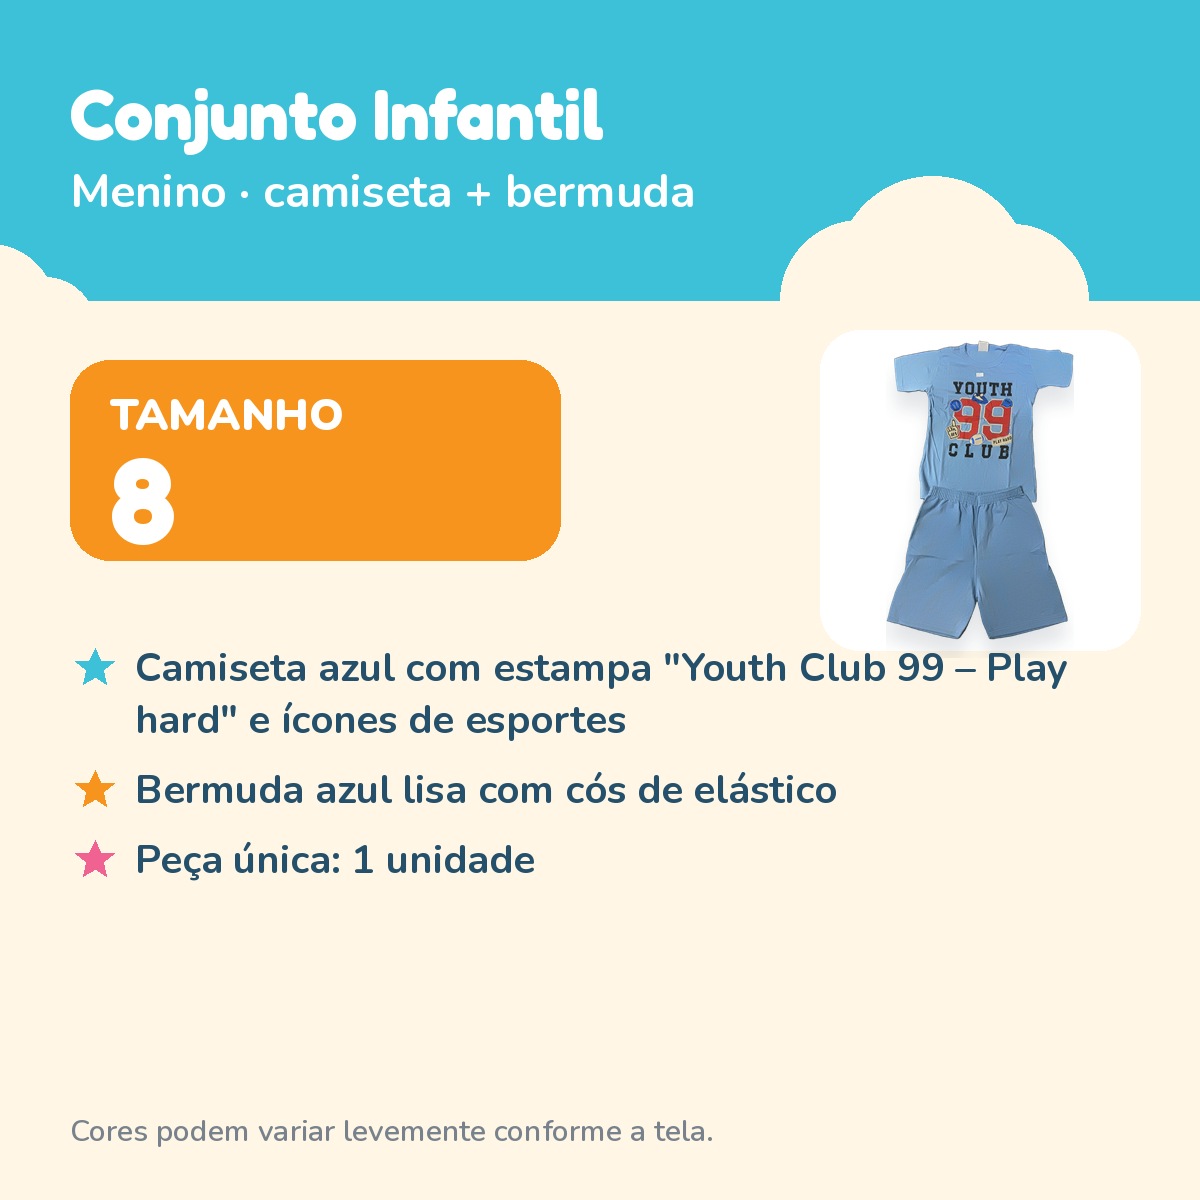 Conjunto Infantil
Menino · camiseta + bermuda
TAMANHO
8
YOUTH
99
PLAY HARD
CLUB
Camiseta azul com estampa "Youth Club 99 – Play
hard" e ícones de esportes
Bermuda azul lisa com cós de elástico
Peça única: 1 unidade
Cores podem variar levemente conforme a tela.